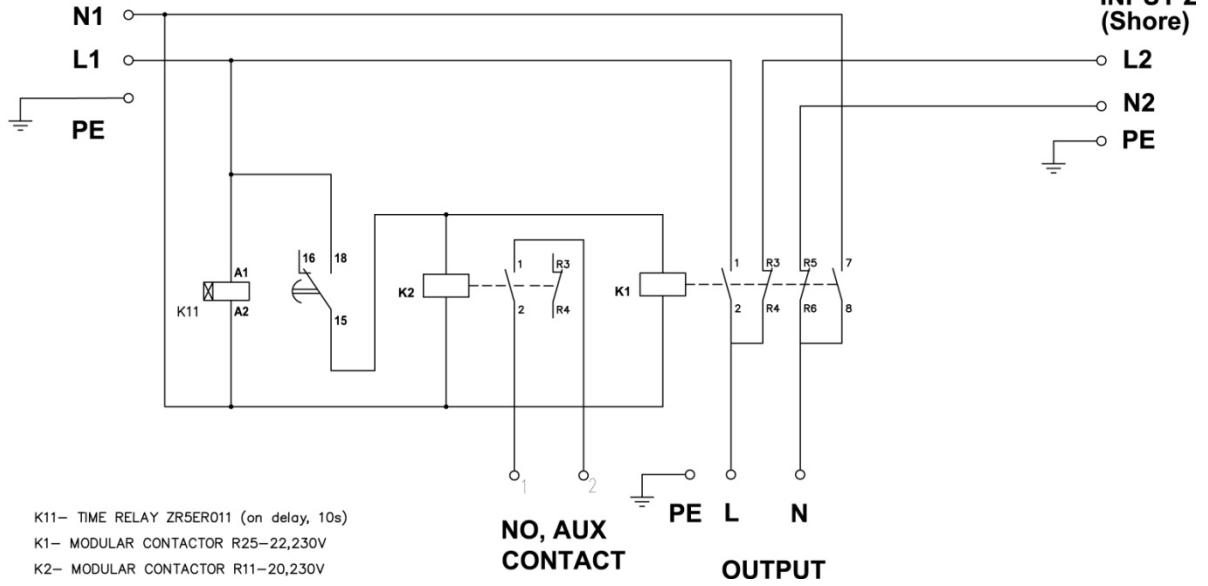 N1
L1
PE
(Shore)
L2
N2
PE
16
18
15
K11
A1
A2
K2
1
2
R3
R4
K1
1
2
R3
R4
R5
R6
7
8
1
2
NO, AUX
CONTACT
PE L N
OUTPUT
K11– TIME RELAY ZR5ER011 (on delay, 10s)
K1– MODULAR CONTACTOR R25–22,230V
K2– MODULAR CONTACTOR R11–20,230V